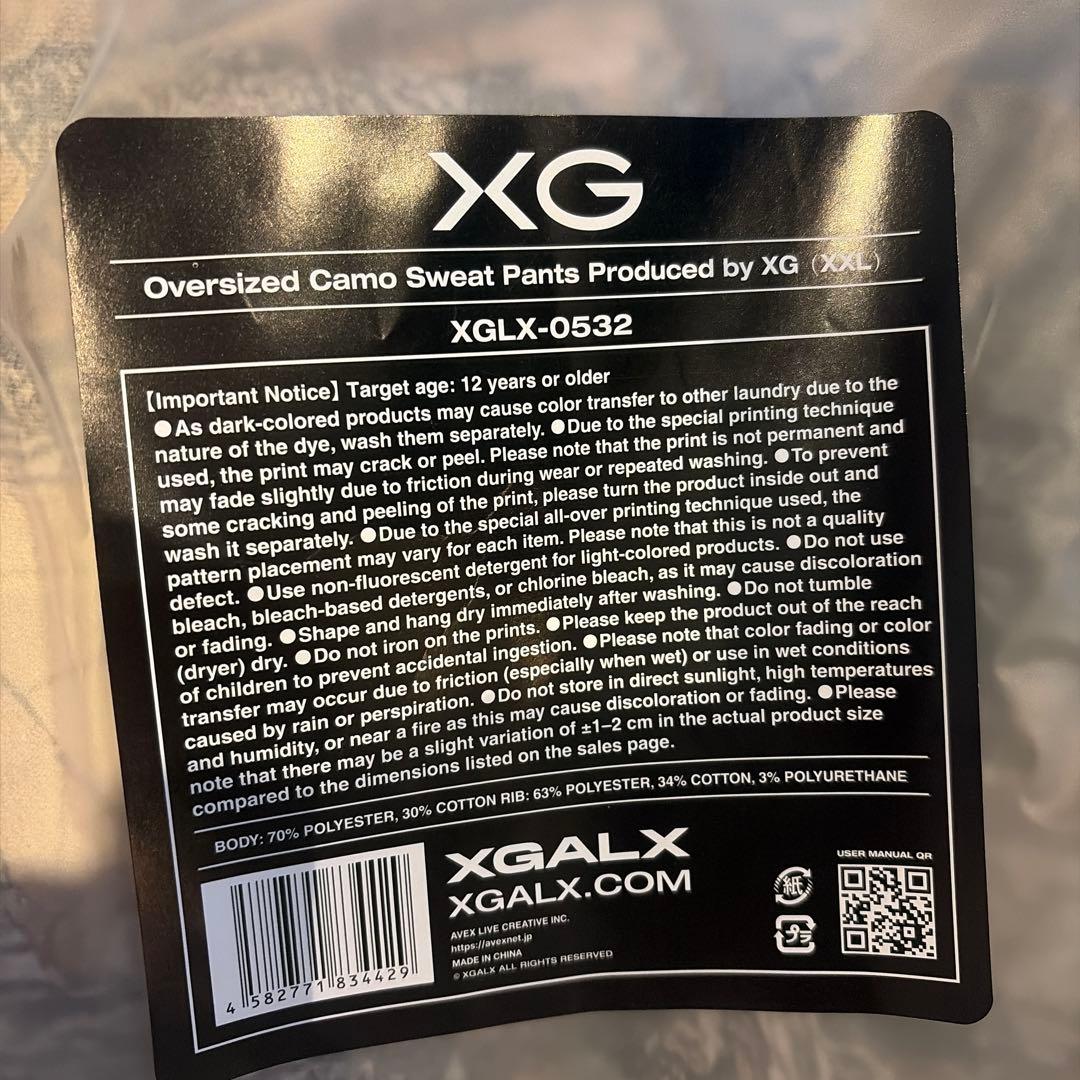 XG
Oversized Camo Sweat Pants Produced by XG (XXL)
XGLX-0532
【Important Notice】Target age: 12 years or older
●As dark-colored products may cause color transfer to other laundry due to the
nature of the dye, wash them separately. ●Due to the special printing technique
used, the print may crack or peel. Please note that the print is not permanent and
may fade slightly due to friction during wear or repeated washing. ●To prevent
some cracking and peeling of the print, please turn the product inside out and
wash it separately. ●Due to the special all-over printing technique used, the
pattern placement may vary for each item. Please note that this is not a quality
defect. ●Use non-fluorescent detergent for light-colored products. ●Do not use
bleach, bleach-based detergents, or chlorine bleach, as it may cause discoloration
or fading. ●Shape and hang dry immediately after washing. ●Do not tumble
(dryer) dry. ●Do not iron on the prints. ●Please keep the product out of the reach
of children to prevent accidental ingestion. ●Please note that color fading or color
transfer may occur due to friction (especially when wet) or use in wet conditions
caused by rain or perspiration. ●Do not store in direct sunlight, high temperatures
and humidity, or near a fire as this may cause discoloration or fading. ●Please
note that there may be a slight variation of ±1–2 cm in the actual product size
compared to the dimensions listed on the sales page.
BODY: 70% POLYESTER, 30% COTTON RIB: 63% POLYESTER, 34% COTTON, 3% POLYURETHANE
XGALX
XGALX.COM
AVEX LIVE CREATIVE INC.
https://avexnet.jp
MADE IN CHINA
© XGALX ALL RIGHTS RESERVED
4 582771 834429
紙
プラ
USER MANUAL QR